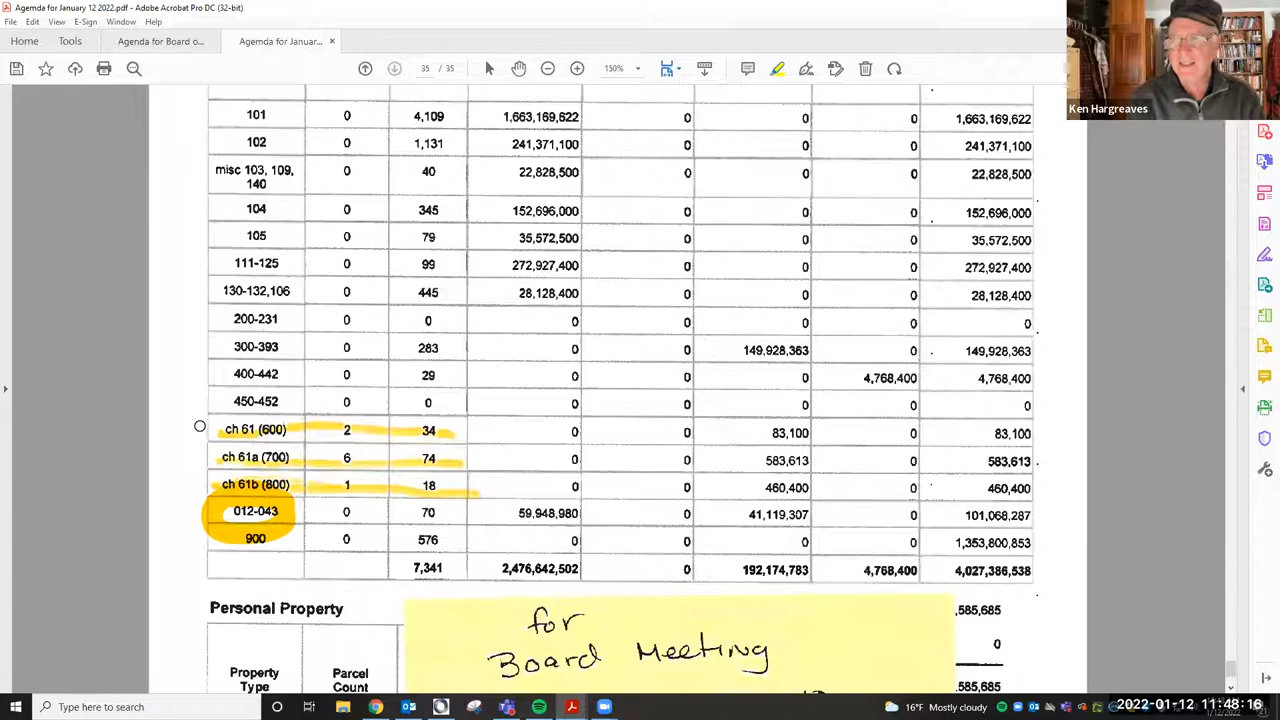 Agemda for January 12 2022.pdf - Adobe Acrobat Pro DC (32-bit)
File Edit View E-Sign Window Help
Home Tools Agenda for Board o... Agemda for Januar... ×
35 / 35 150%
Ken Hargreaves
101 0 4,109 1,663,169,622 0 0 0 1,663,169,622
102 0 1,131 241,371,100 0 0 0 241,371,100
misc 103, 109, 140 0 40 22,828,500 0 0 0 22,828,500
104 0 345 152,696,000 0 0 0 152,696,000
105 0 79 35,572,500 0 0 0 35,572,500
111-125 0 99 272,927,400 0 0 0 272,927,400
130-132,106 0 445 28,128,400 0 0 0 28,128,400
200-231 0 0 0 0 0 0 0
300-393 0 283 0 0 149,928,363 0 149,928,363
400-442 0 29 0 0 0 4,768,400 4,768,400
450-452 0 0 0 0 0 0 0
ch 61 (600) 2 34 0 0 83,100 0 83,100
ch 61a (700) 6 74 0 0 583,613 0 583,613
ch 61b (800) 1 18 0 0 460,400 0 460,400
012-043 0 70 59,948,980 0 41,119,307 0 101,068,287
900 0 576 0 0 0 0 1,353,800,853
7,341 2,476,642,502 0 192,174,783 4,768,400 4,027,386,538
Personal Property ,585,685
for
0
Board Meeting
Property Type Parcel Count ,585,685
Type here to search 16°F Mostly cloudy 2022-01-12 11:48:16